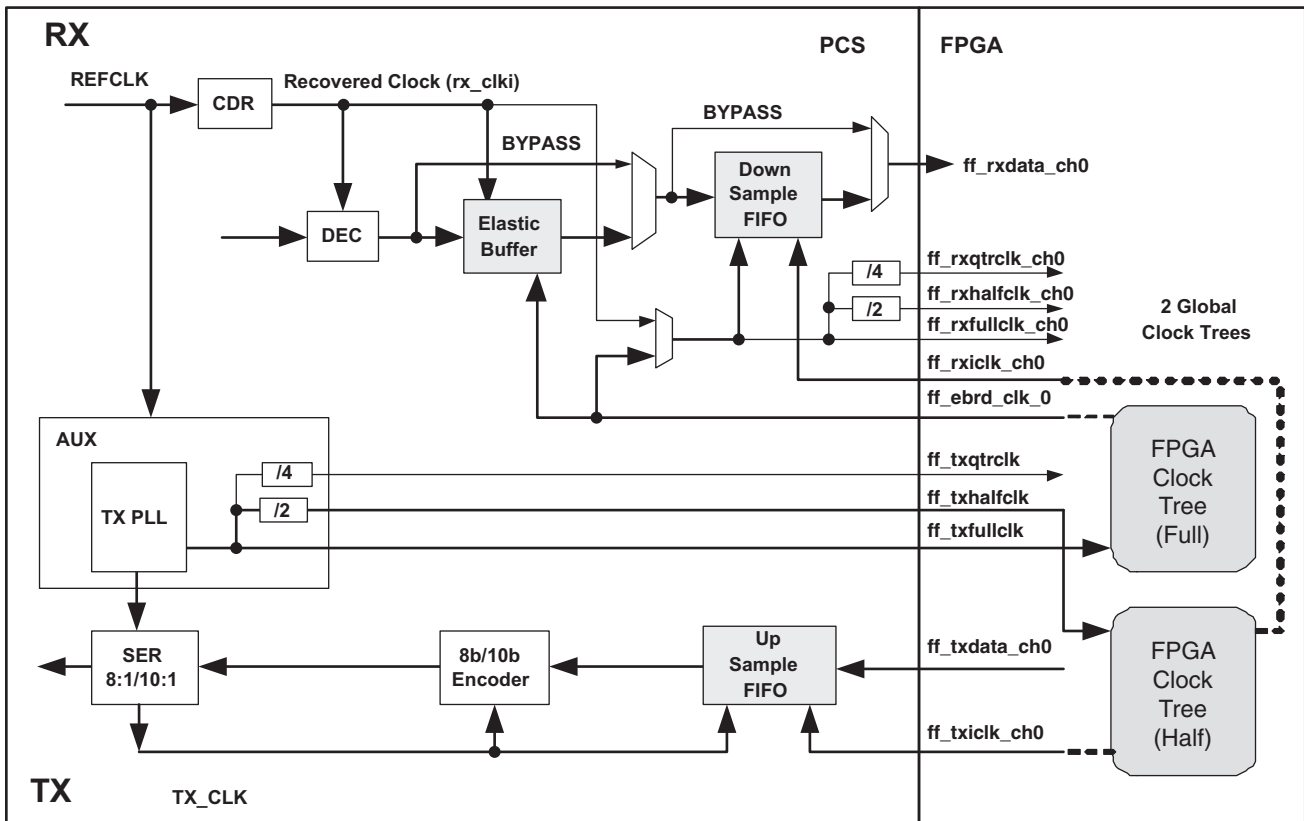 RX
PCS
FPGA
REFCLK
CDR
Recovered Clock (rx_clki)
BYPASS
BYPASS
DEC
Elastic
Buffer
Down
Sample
FIFO
ff_rxdata_ch0
/4
ff_rxqtrclk_ch0
/2
ff_rxhalfclk_ch0
ff_rxfullclk_ch0
2 Global
Clock Trees
ff_rxiclk_ch0
ff_ebrd_clk_0
AUX
TX PLL
/4
ff_txqtrclk
/2
ff_txhalfclk
ff_txfullclk
FPGA
Clock
Tree
(Full)
SER
8:1/10:1
8b/10b
Encoder
Up
Sample
FIFO
ff_txdata_ch0
ff_txiclk_ch0
FPGA
Clock
Tree
(Half)
TX
TX_CLK